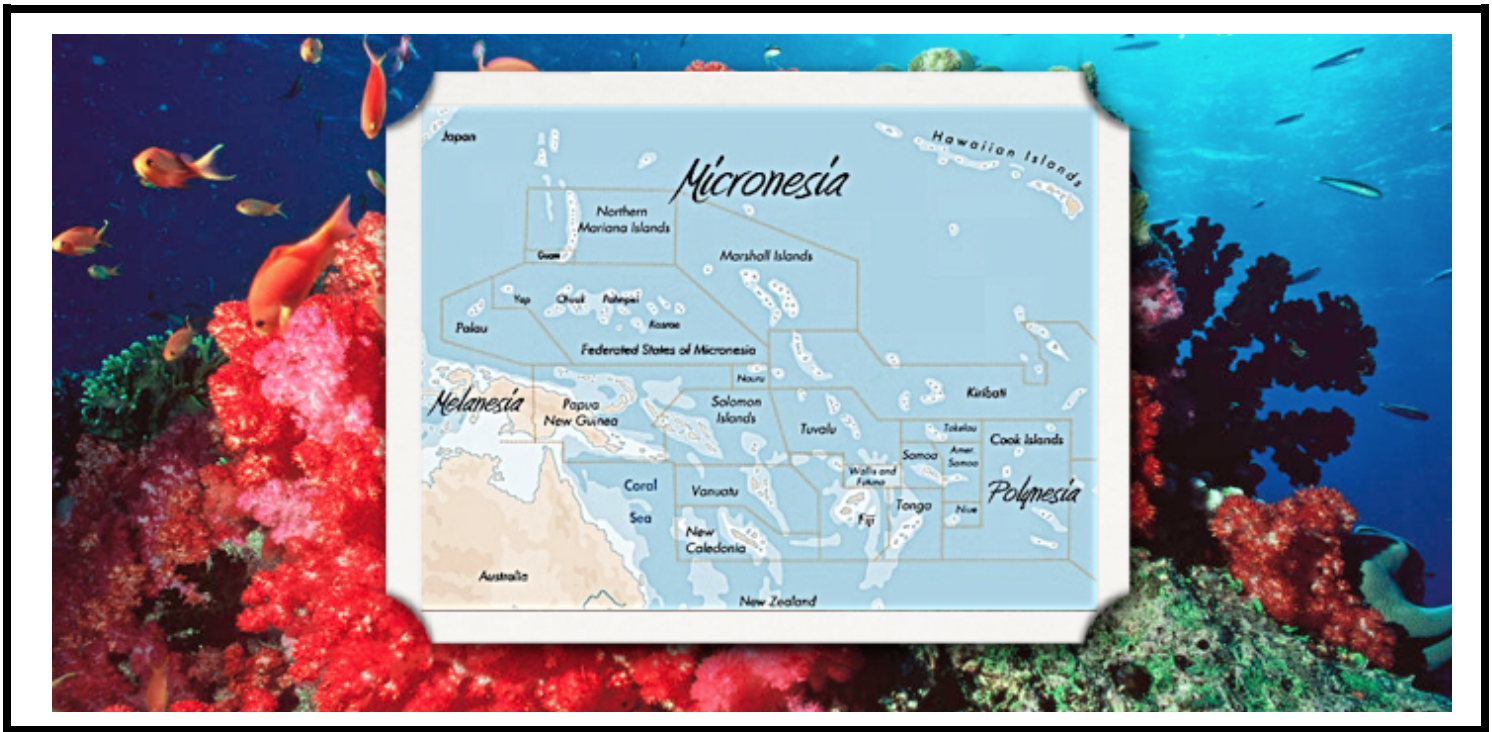 Japan
Hawaiian Islands
Micronesia
Northern
Mariana Islands
Guam
Marshall Islands
Yap
Chuuk
Pohnpei
Kosrae
Palau
Federated States of Micronesia
Nauru
Kiribati
Melanesia
Papua
New Guinea
Solomon
Islands
Tuvalu
Tokelau
Cook Islands
Samoa
Amer.
Samoa
Wallis and
Futuna
Polynesia
Coral
Sea
Vanuatu
Fiji
Tonga
Niue
New
Caledonia
Australia
New Zealand